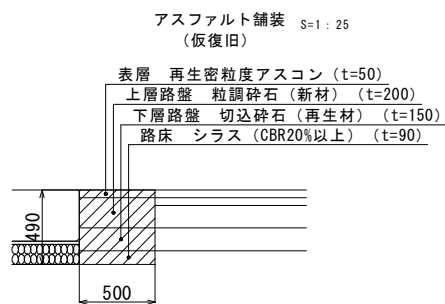 アスファルト舗装 S=1：25
(仮復旧)
表層　再生密粒度アスコン (t=50)
上層路盤　粒調砕石 (新材) (t=200)
下層路盤　切込砕石 (再生材) (t=150)
路床　シラス (CBR20%以上) (t=90)
490
500